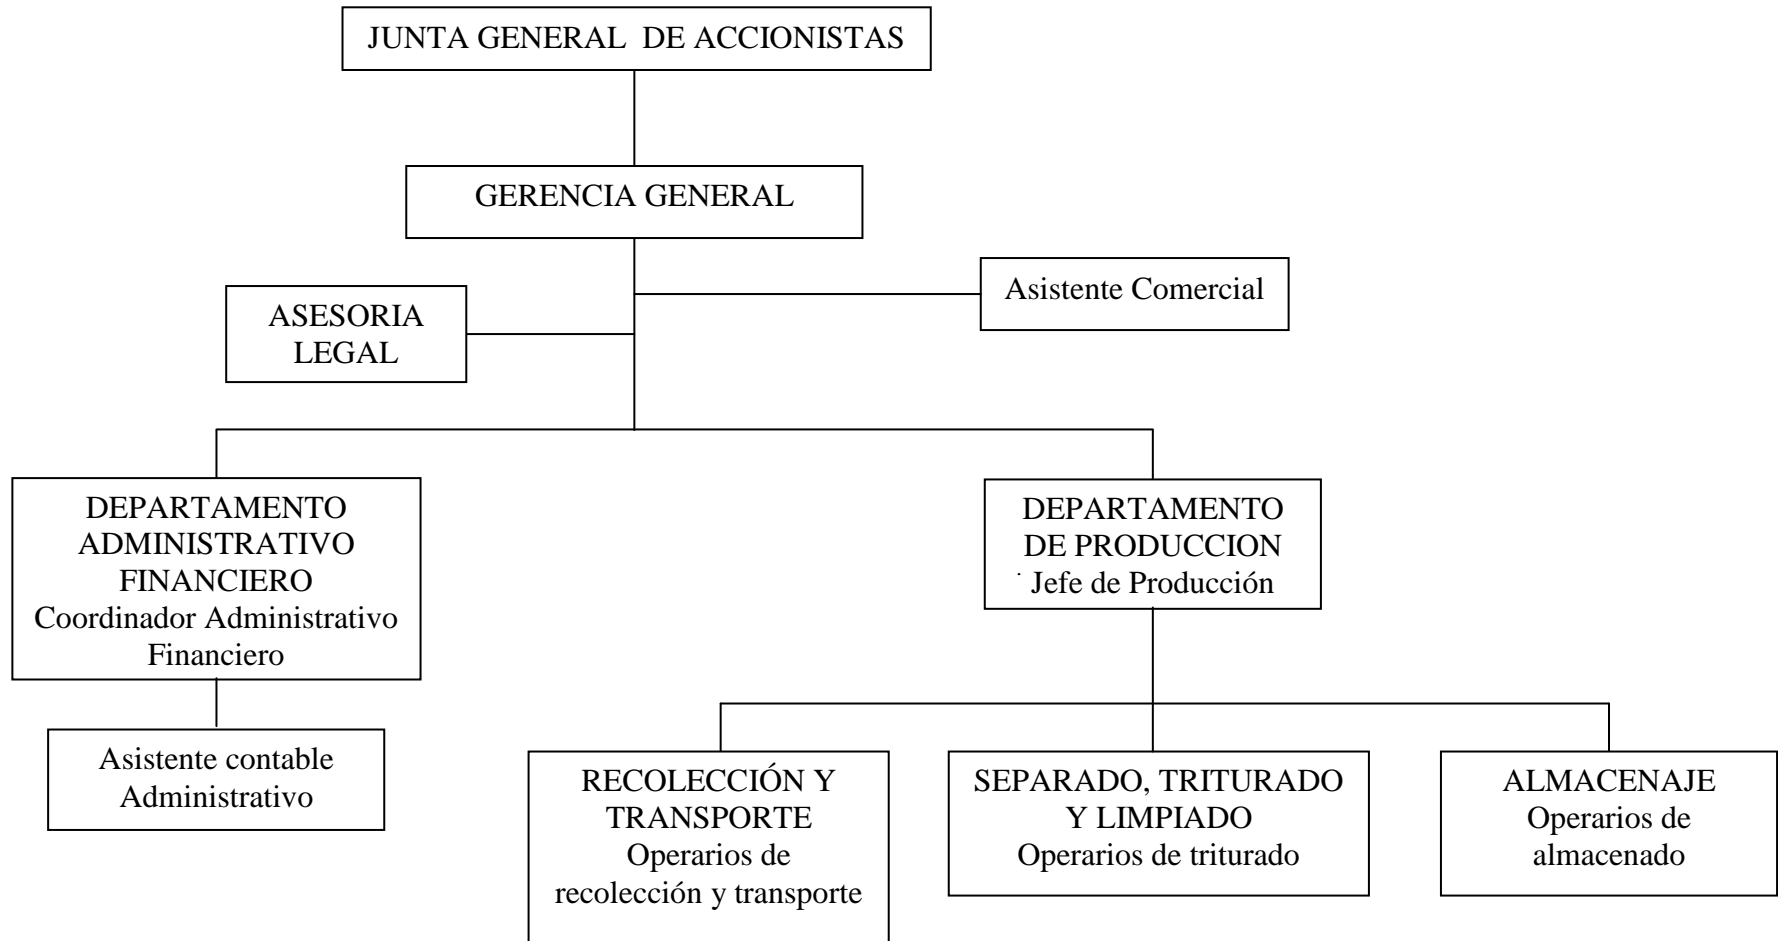 JUNTA GENERAL  DE ACCIONISTAS
GERENCIA GENERAL
Asistente Comercial
ASESORIA
LEGAL
DEPARTAMENTO
ADMINISTRATIVO
FINANCIERO
Coordinador Administrativo
Financiero
DEPARTAMENTO
DE PRODUCCION
Jefe de Producción
Asistente contable
Administrativo
RECOLECCIÓN Y
TRANSPORTE
Operarios de
recolección y transporte
SEPARADO, TRITURADO
Y LIMPIADO
Operarios de triturado
ALMACENAJE
Operarios de
almacenado